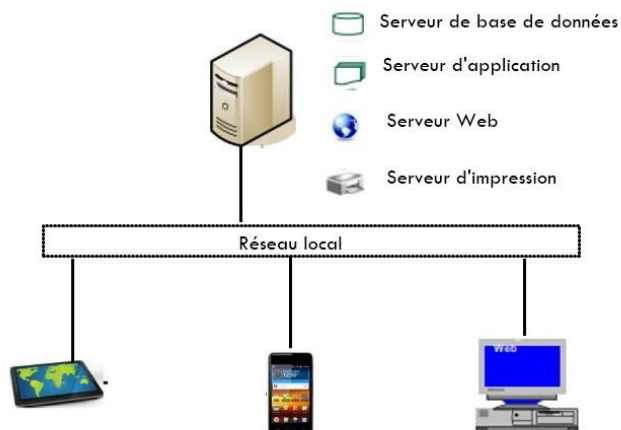 Serveur de base de données
Serveur d'application
Serveur Web
Serveur d'impression
Réseau local
Web